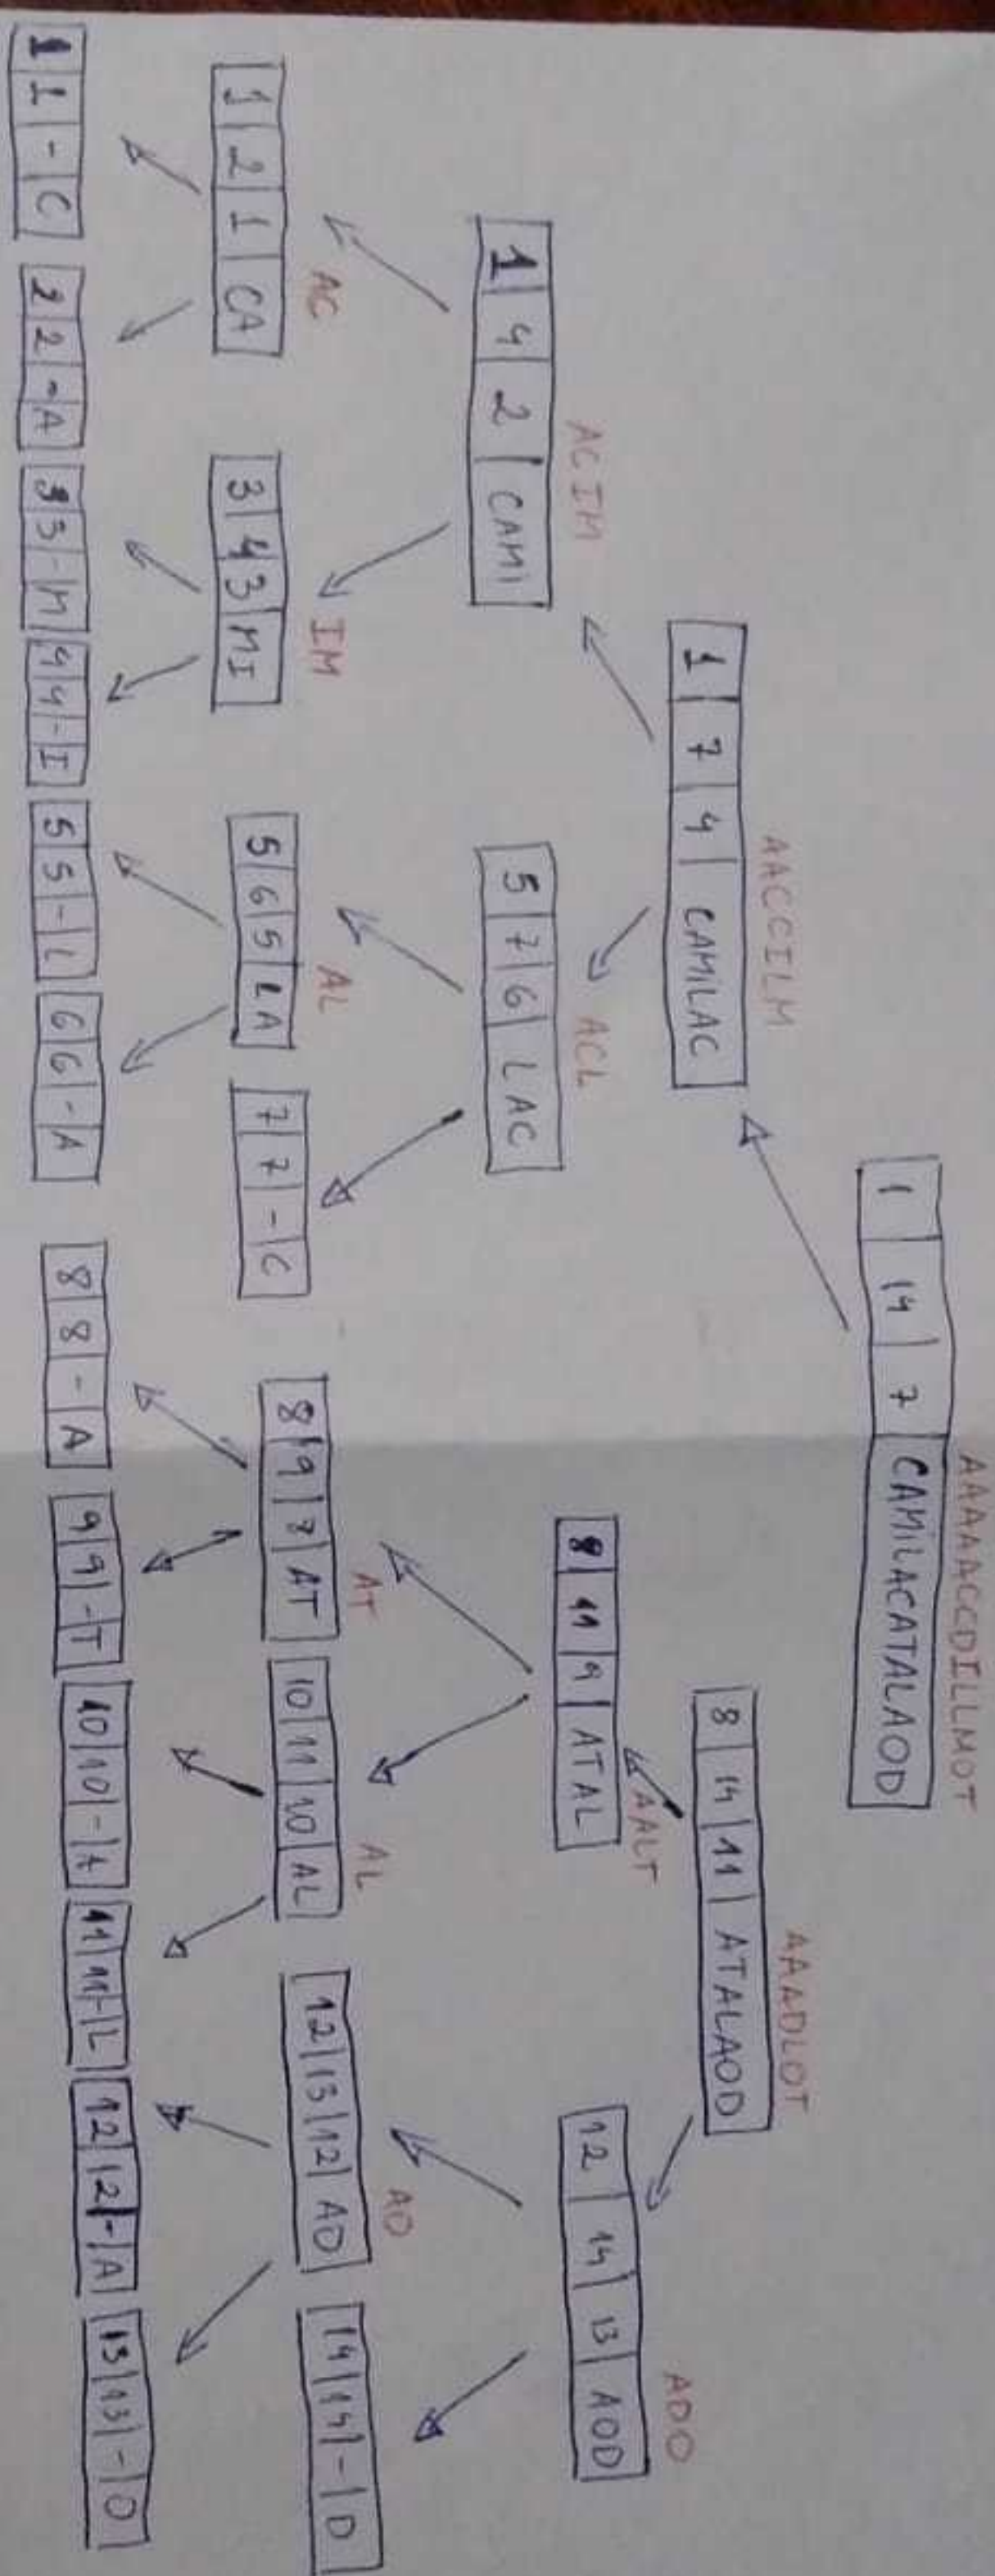 AAAAACCDILLMOT
1 | 14 | 7 | CAMILACATALAOD
AACCILM
1 | 7 | 4 | CAMILAC
AAADLOT
8 | 14 | 11 | ATALAOD
ACIM
1 | 4 | 2 | CAMI
ACL
5 | 7 | 6 | LAC
AALT
8 | 11 | 9 | ATAL
ADO
12 | 14 | 13 | AOD
AC
1 | 2 | 1 | CA
IM
3 | 4 | 3 | MI
AL
5 | 6 | 5 | LA
7 | 7 | - | C
AT
8 | 9 | 8 | AT
AL
10 | 11 | 10 | AL
AO
12 | 13 | 12 | AO
14 | 14 | - | D
1 | 1 | - | C
2 | 2 | - | A
3 | 3 | - | M
4 | 4 | - | I
5 | 5 | - | L
6 | 6 | - | A
8 | 8 | - | A
9 | 9 | - | T
10 | 10 | - | A
11 | 11 | - | L
12 | 12 | - | A
13 | 13 | - | O